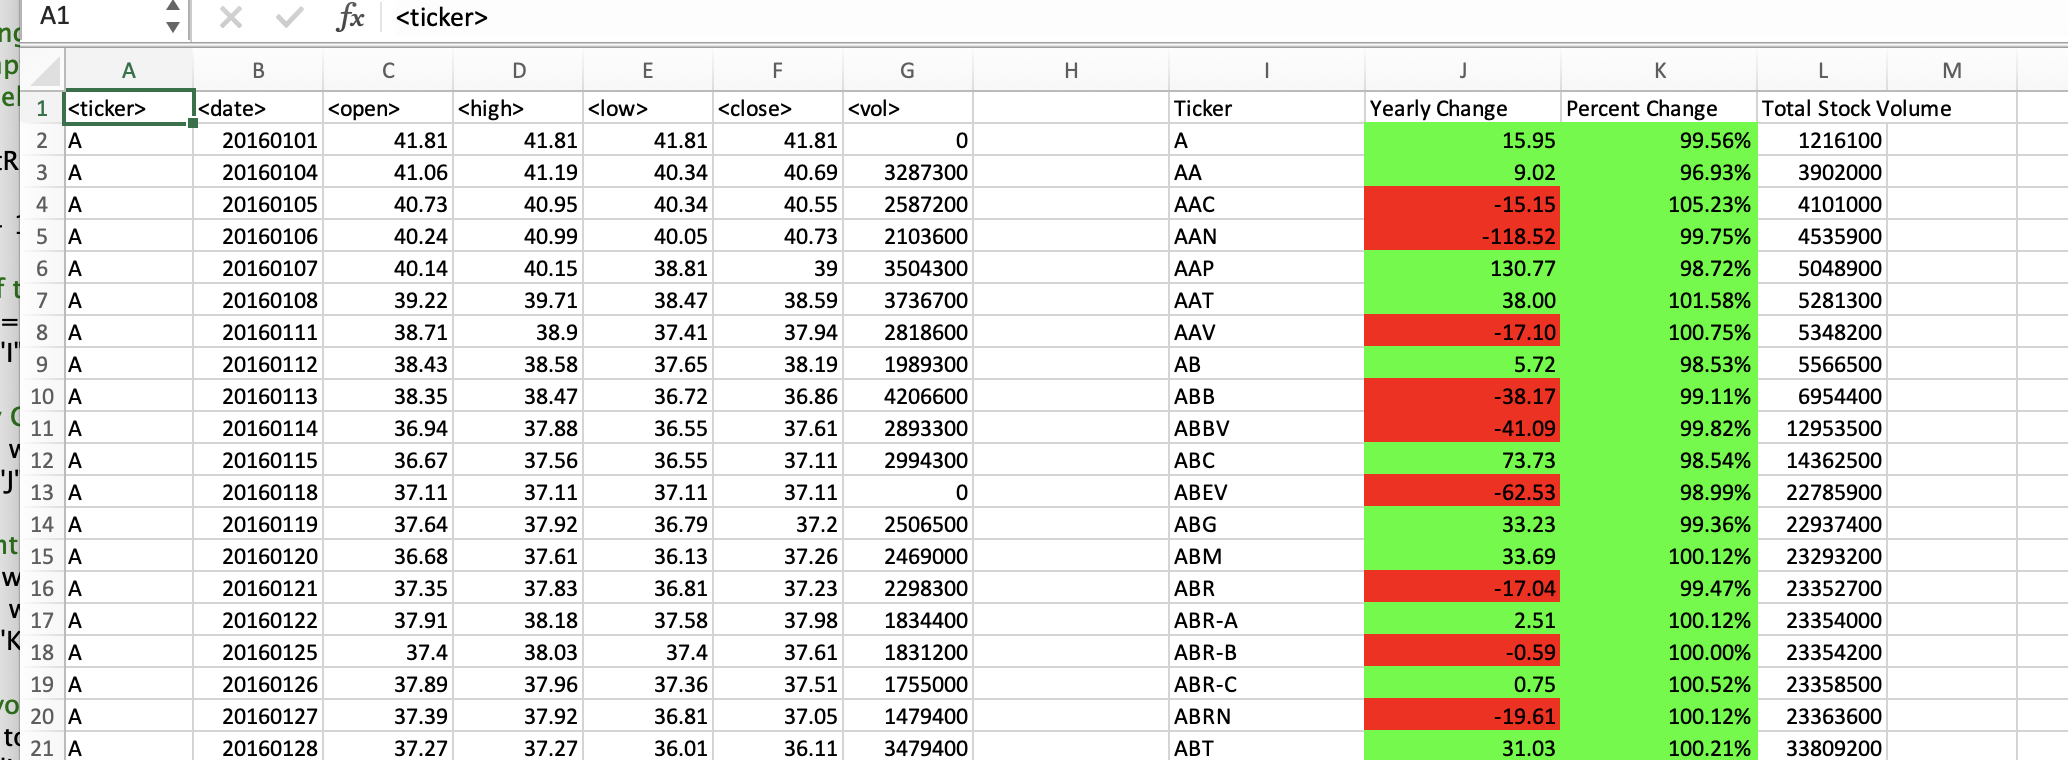 A1 fx <ticker>
A B C D E F G H I J K L M
1 <ticker> <date> <open> <high> <low> <close> <vol> Ticker Yearly Change Percent Change Total Stock Volume
2 A 20160101 41.81 41.81 41.81 41.81 0 A 15.95 99.56% 1216100
3 A 20160104 41.06 41.19 40.34 40.69 3287300 AA 9.02 96.93% 3902000
4 A 20160105 40.73 40.95 40.34 40.55 2587200 AAC -15.15 105.23% 4101000
5 A 20160106 40.24 40.99 40.05 40.73 2103600 AAN -118.52 99.75% 4535900
6 A 20160107 40.14 40.15 38.81 39 3504300 AAP 130.77 98.72% 5048900
7 A 20160108 39.22 39.71 38.47 38.59 3736700 AAT 38.00 101.58% 5281300
8 A 20160111 38.71 38.9 37.41 37.94 2818600 AAV -17.10 100.75% 5348200
9 A 20160112 38.43 38.58 37.65 38.19 1989300 AB 5.72 98.53% 5566500
10 A 20160113 38.35 38.47 36.72 36.86 4206600 ABB -38.17 99.11% 6954400
11 A 20160114 36.94 37.88 36.55 37.61 2893300 ABBV -41.09 99.82% 12953500
12 A 20160115 36.67 37.56 36.55 37.11 2994300 ABC 73.73 98.54% 14362500
13 A 20160118 37.11 37.11 37.11 37.11 0 ABEV -62.53 98.99% 22785900
14 A 20160119 37.64 37.92 36.79 37.2 2506500 ABG 33.23 99.36% 22937400
15 A 20160120 36.68 37.61 36.13 37.26 2469000 ABM 33.69 100.12% 23293200
16 A 20160121 37.35 37.83 36.81 37.23 2298300 ABR -17.04 99.47% 23352700
17 A 20160122 37.91 38.18 37.58 37.98 1834400 ABR-A 2.51 100.12% 23354000
18 A 20160125 37.4 38.03 37.4 37.61 1831200 ABR-B -0.59 100.00% 23354200
19 A 20160126 37.89 37.96 37.36 37.51 1755000 ABR-C 0.75 100.52% 23358500
20 A 20160127 37.39 37.92 36.81 37.05 1479400 ABRN -19.61 100.12% 23363600
21 A 20160128 37.27 37.27 36.01 36.11 3479400 ABT 31.03 100.21% 33809200